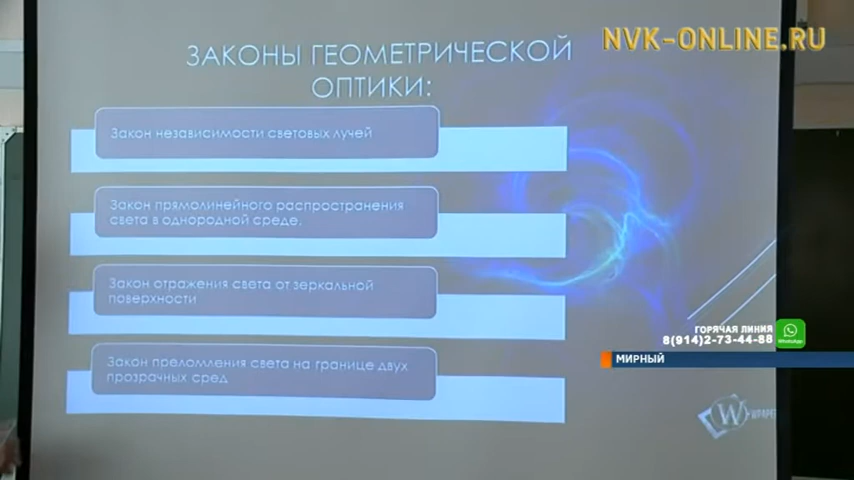 NVK-ONLINE.RU
ЗАКОНЫ ГЕОМЕТРИЧЕСКОЙ
ОПТИКИ:
Закон независимости световых лучей
Закон прямолинейного распространения
света в однородной среде.
Закон отражения света от зеркальной
поверхности
Закон преломления света на границе двух
прозрачных сред
ГОРЯЧАЯ ЛИНИЯ
8(914)2-73-44-88
WhatsApp
МИРНЫЙ
W